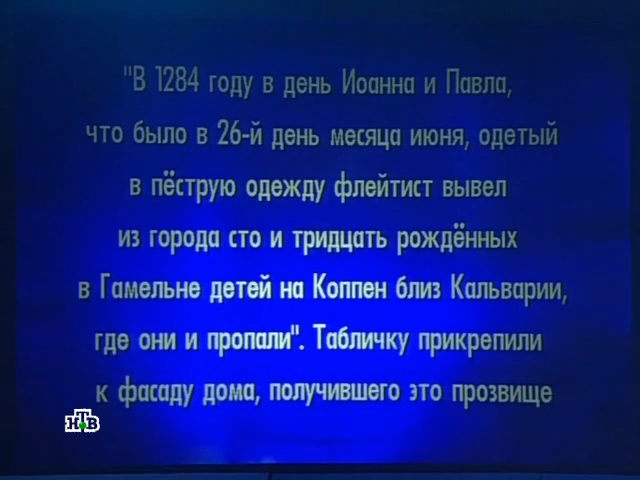 "В 1284 году в день Иоанна и Павла,
что было в 26-й день месяца июня, одетый
в пёструю одежду флейтист вывел
из города сто и тридцать рождённых
в Гамельне детей на Коппен близ Кальварии,
где они и пропали". Табличку прикрепили
к фасаду дома, получившего это прозвище
НТВ